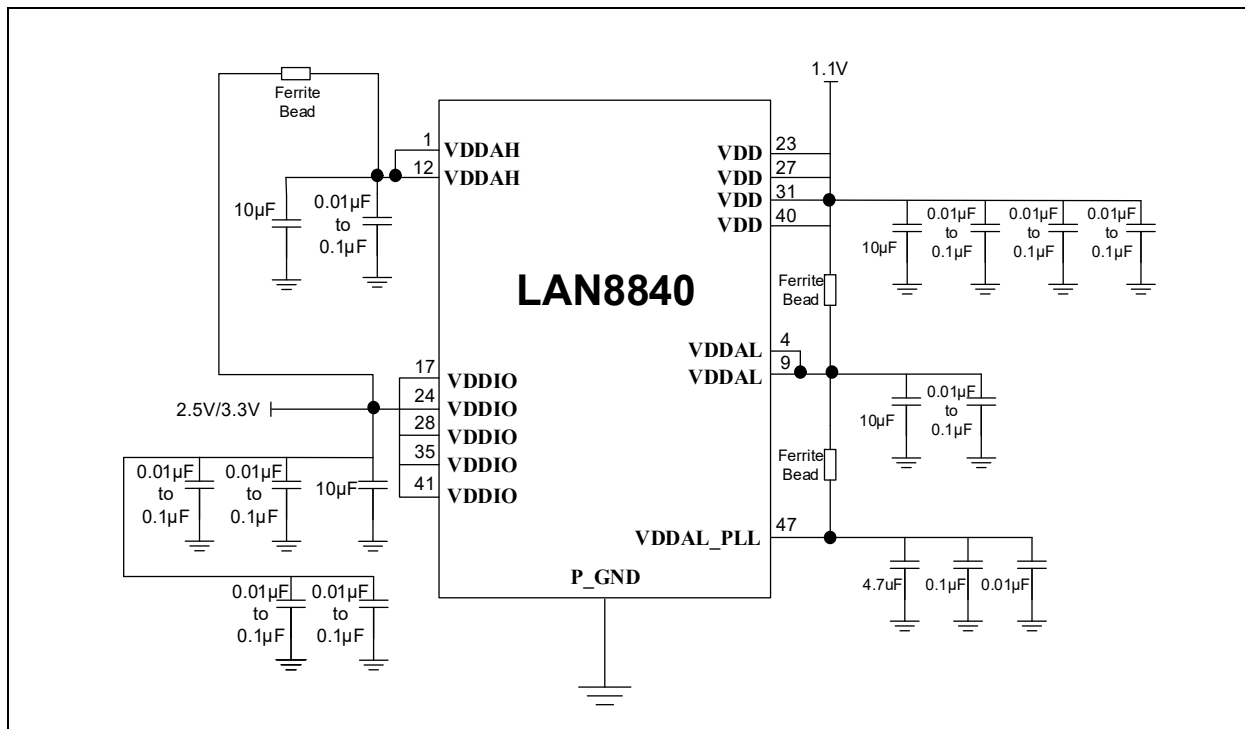 1.1V
Ferrite
Bead
1
VDDAH
12
VDDAH
10µF
0.01µF
to
0.1µF
VDD
23
VDD
27
VDD
31
VDD
40
10µF
0.01µF
to
0.1µF
0.01µF
to
0.1µF
0.01µF
to
0.1µF
LAN8840
Ferrite
Bead
VDDAL
4
VDDAL
9
10µF
0.01µF
to
0.1µF
17
VDDIO
2.5V/3.3V
24
VDDIO
28
VDDIO
35
VDDIO
41
VDDIO
0.01µF
to
0.1µF
0.01µF
to
0.1µF
10µF
Ferrite
Bead
VDDAL_PLL
47
4.7uF
0.1µF
0.01µF
P_GND
0.01µF
to
0.1µF
0.01µF
to
0.1µF